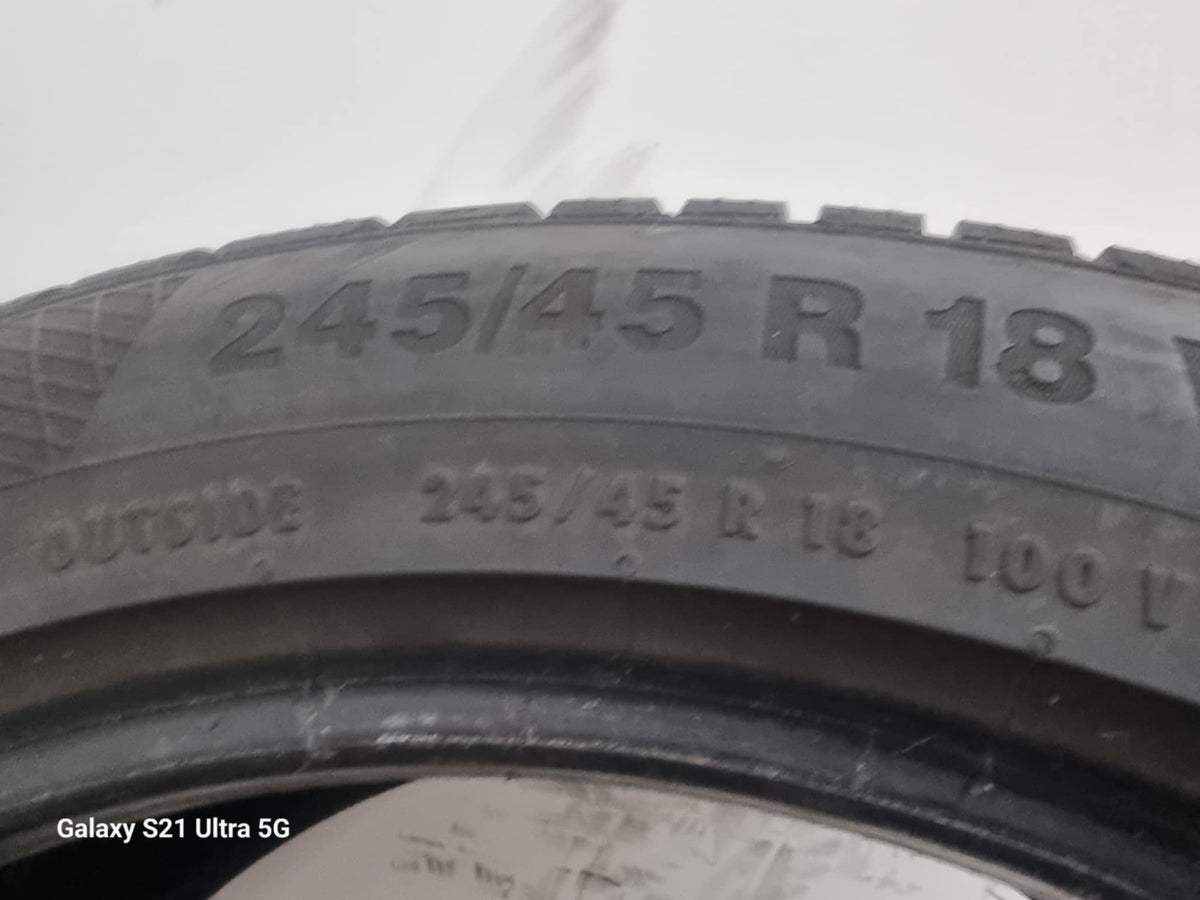 245/45 R 18
OUTSIDE 245/45 R 18 100 V
Galaxy S21 Ultra 5G